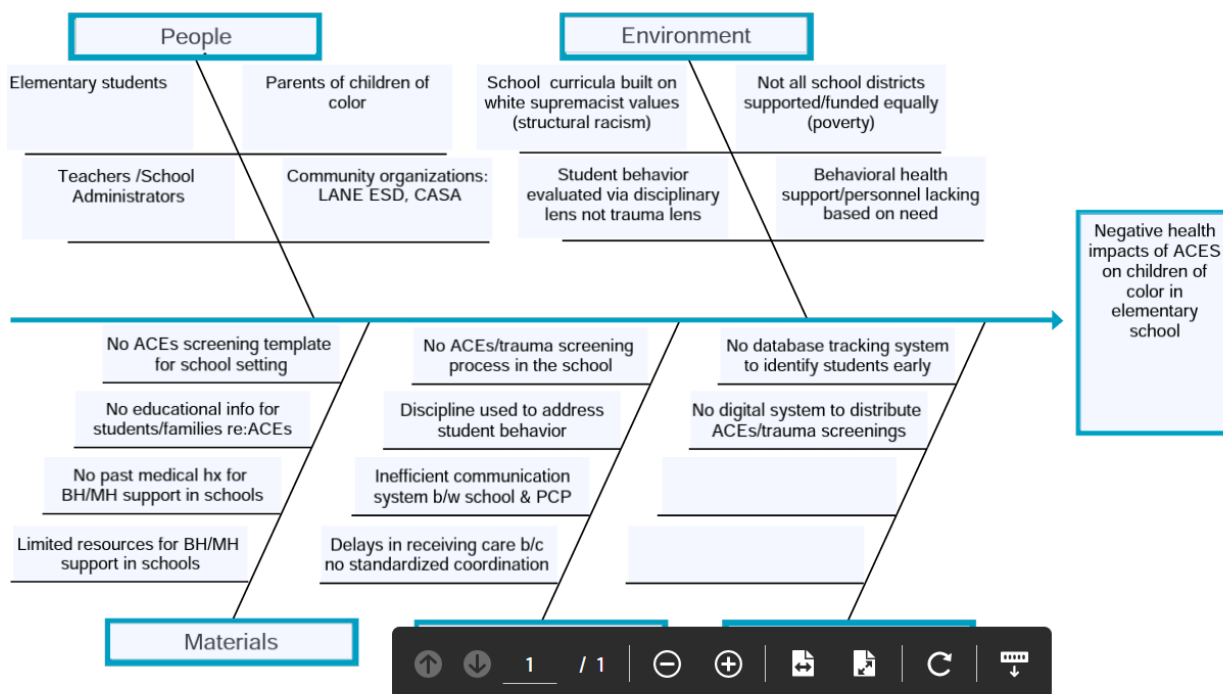 People
Environment
Elementary students
Parents of children of
color
School curricula built on
white supremacist values
(structural racism)
Not all school districts
supported/funded equally
(poverty)
Teachers /School
Administrators
Community organizations:
LANE ESD, CASA
Student behavior
evaluated via disciplinary
lens not trauma lens
Behavioral health
support/personnel lacking
based on need
Negative health
impacts of ACES
on children of
color in
elementary
school
No ACEs screening template
for school setting
No ACEs/trauma screening
process in the school
No database tracking system
to identify students early
No educational info for
students/families re:ACEs
Discipline used to address
student behavior
No digital system to distribute
ACEs/trauma screenings
No past medical hx for
BH/MH support in schools
Inefficient communication
system b/w school & PCP
Limited resources for BH/MH
support in schools
Delays in receiving care b/c
no standardized coordination
Materials
1 / 1